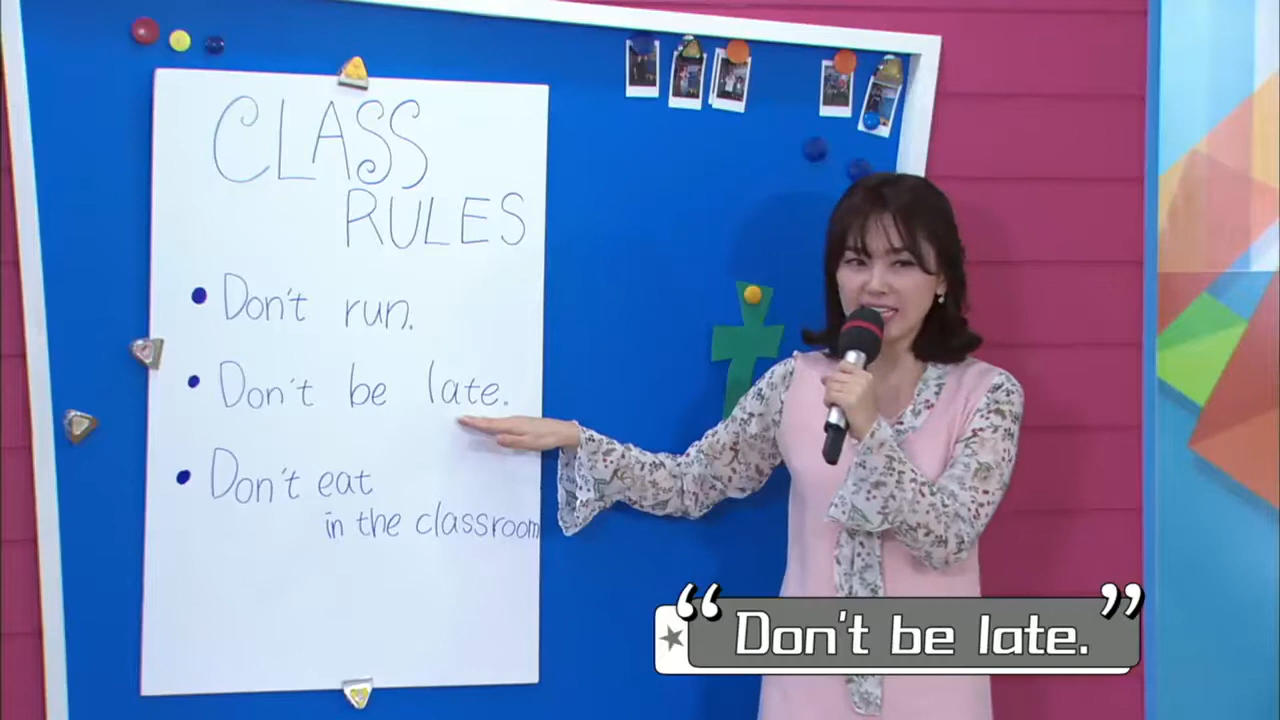 CLASS
RULES
• Don't run.
• Don't be late.
• Don't eat
in the classroom
“Don't be late.”